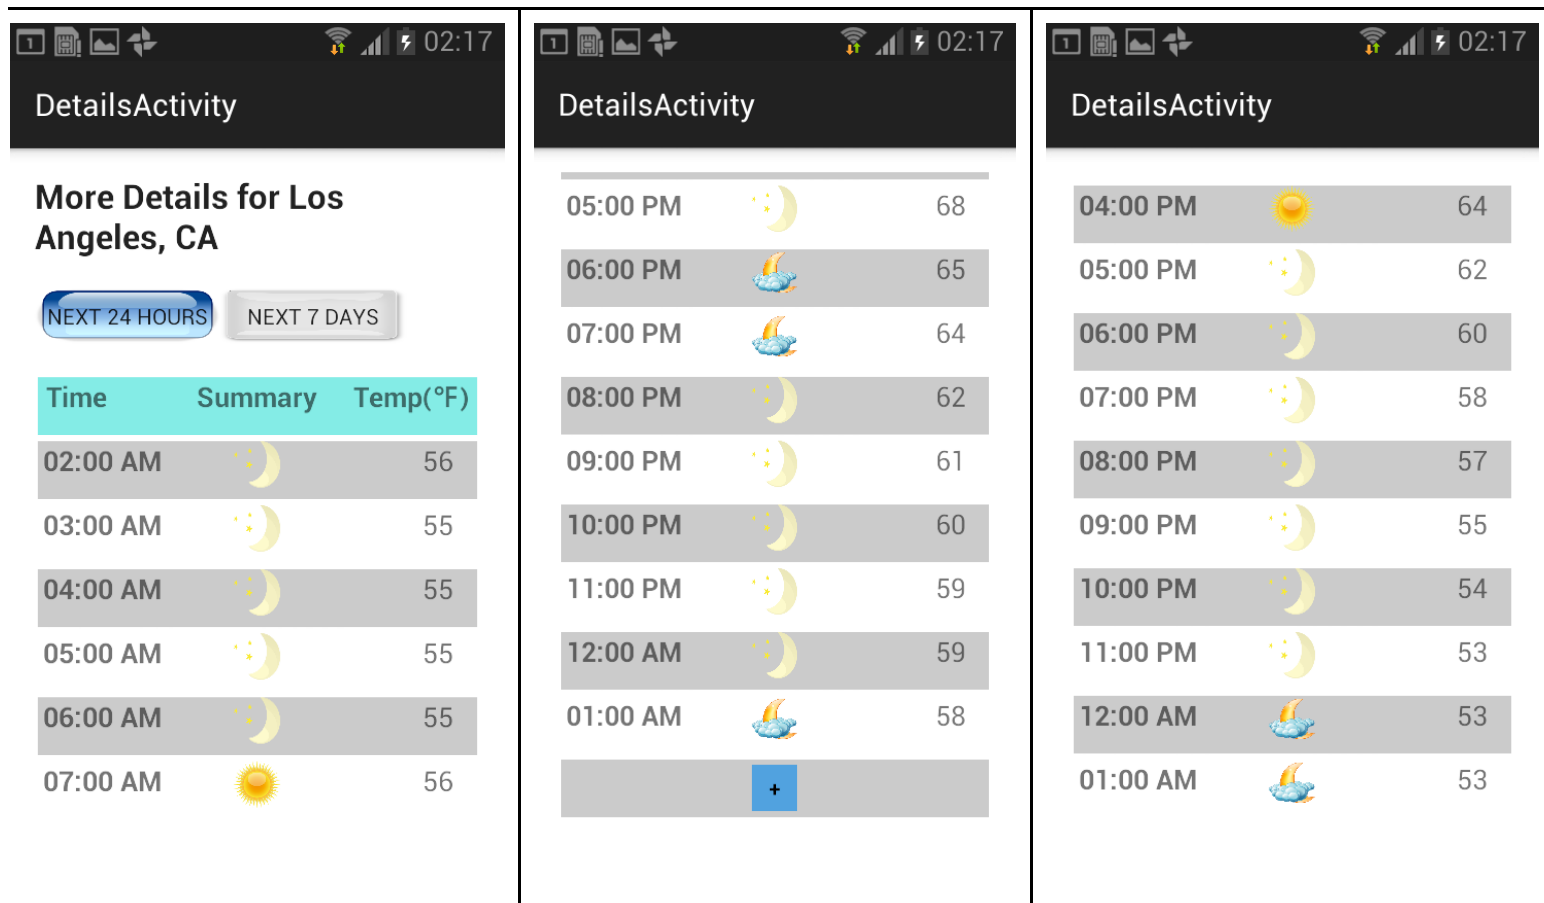 1 02:17
DetailsActivity
More Details for Los
Angeles, CA
NEXT 24 HOURS NEXT 7 DAYS
Time Summary Temp(°F)
02:00 AM 56
03:00 AM 55
04:00 AM 55
05:00 AM 55
06:00 AM 55
07:00 AM 56
1 02:17
DetailsActivity
05:00 PM 68
06:00 PM 65
07:00 PM 64
08:00 PM 62
09:00 PM 61
10:00 PM 60
11:00 PM 59
12:00 AM 59
01:00 AM 58
+
1 02:17
DetailsActivity
04:00 PM 64
05:00 PM 62
06:00 PM 60
07:00 PM 58
08:00 PM 57
09:00 PM 55
10:00 PM 54
11:00 PM 53
12:00 AM 53
01:00 AM 53